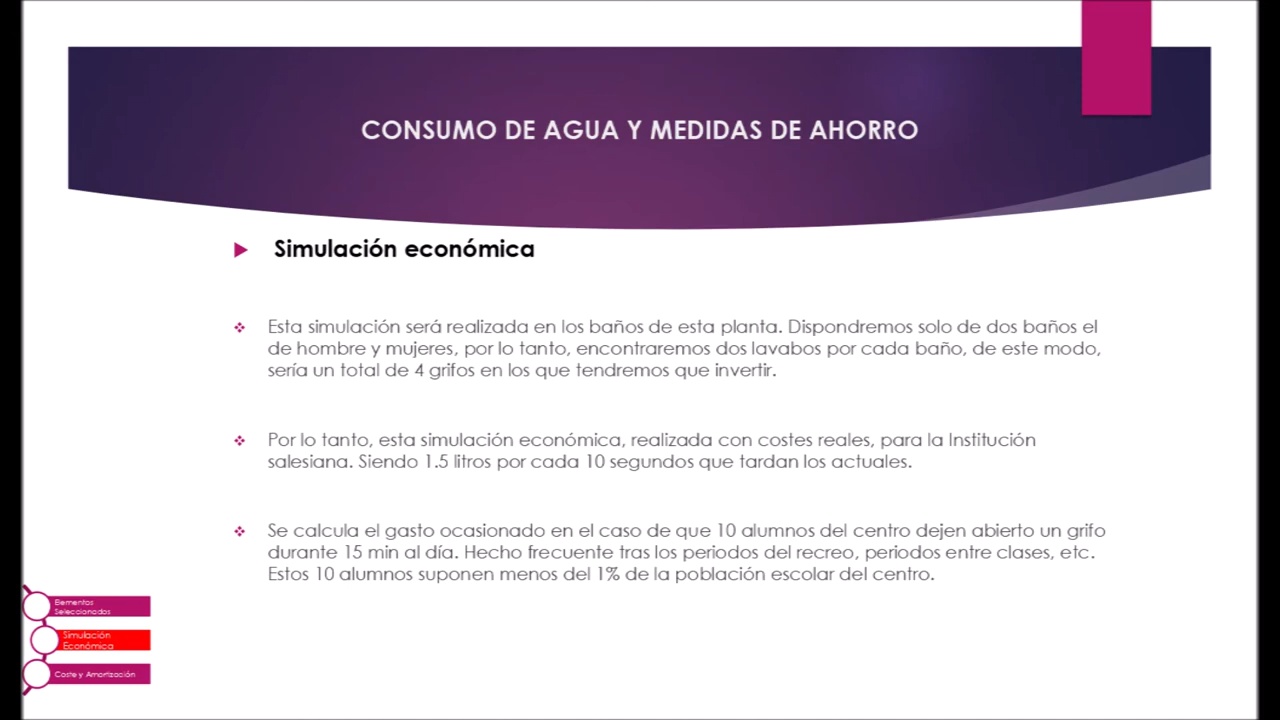 CONSUMO DE AGUA Y MEDIDAS DE AHORRO
Simulación económica
Esta simulación será realizada en los baños de esta planta. Dispondremos solo de dos baños el
de hombre y mujeres, por lo tanto, encontraremos dos lavabos por cada baño, de este modo,
sería un total de 4 grifos en los que tendremos que invertir.
Por lo tanto, esta simulación económica, realizada con costes reales, para la Institución
salesiana. Siendo 1.5 litros por cada 10 segundos que tardan los actuales.
Se calcula el gasto ocasionado en el caso de que 10 alumnos del centro dejen abierto un grifo
durante 15 min al día. Hecho frecuente tras los periodos del recreo, periodos entre clases, etc.
Estos 10 alumnos suponen menos del 1% de la población escolar del centro.
Elementos
Seleccionados
Simulación
Económica
Coste y Amortización